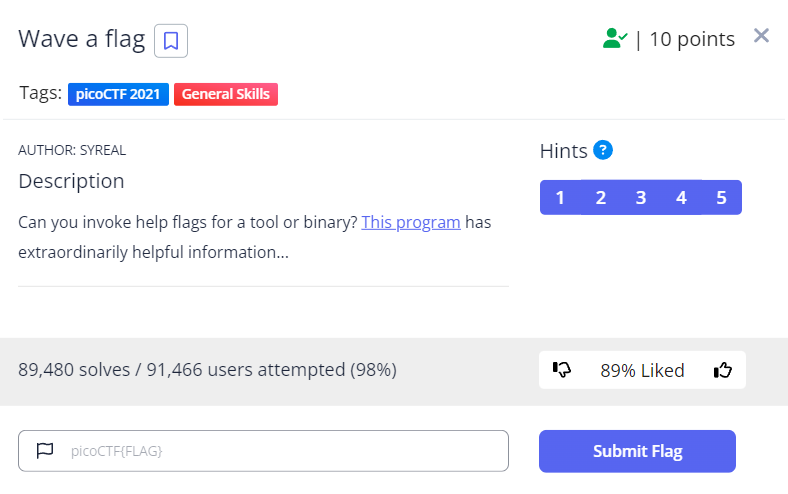 Wave a flag
| 10 points
Tags: picoCTF 2021 General Skills
AUTHOR: SYREAL
Description
Can you invoke help flags for a tool or binary? This program has
extraordinarily helpful information...
Hints ?
1 2 3 4 5
89,480 solves / 91,466 users attempted (98%)
89% Liked
picoCTF{FLAG}
Submit Flag